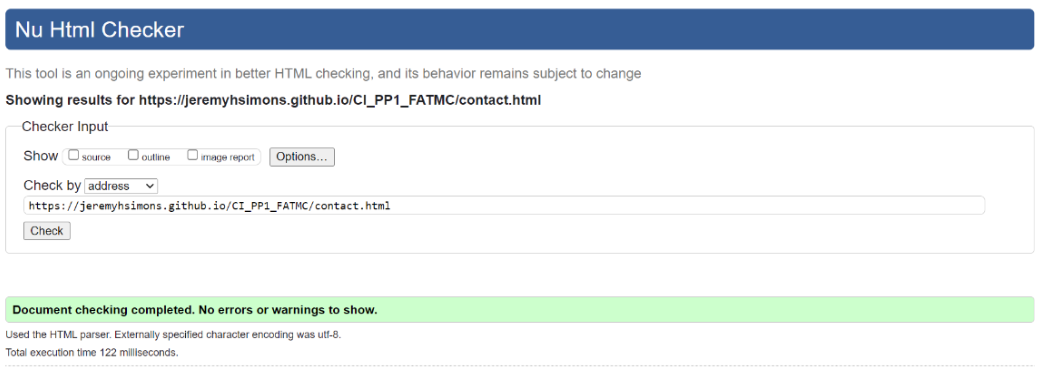 Nu Html Checker
This tool is an ongoing experiment in better HTML checking, and its behavior remains subject to change
Showing results for https://jeremyhsimons.github.io/CI_PP1_FATMC/contact.html
Checker Input
Show source outline image report Options...
Check by address
https://jeremyhsimons.github.io/CI_PP1_FATMC/contact.html
Check
Document checking completed. No errors or warnings to show.
Used the HTML parser. Externally specified character encoding was utf-8.
Total execution time 122 milliseconds.